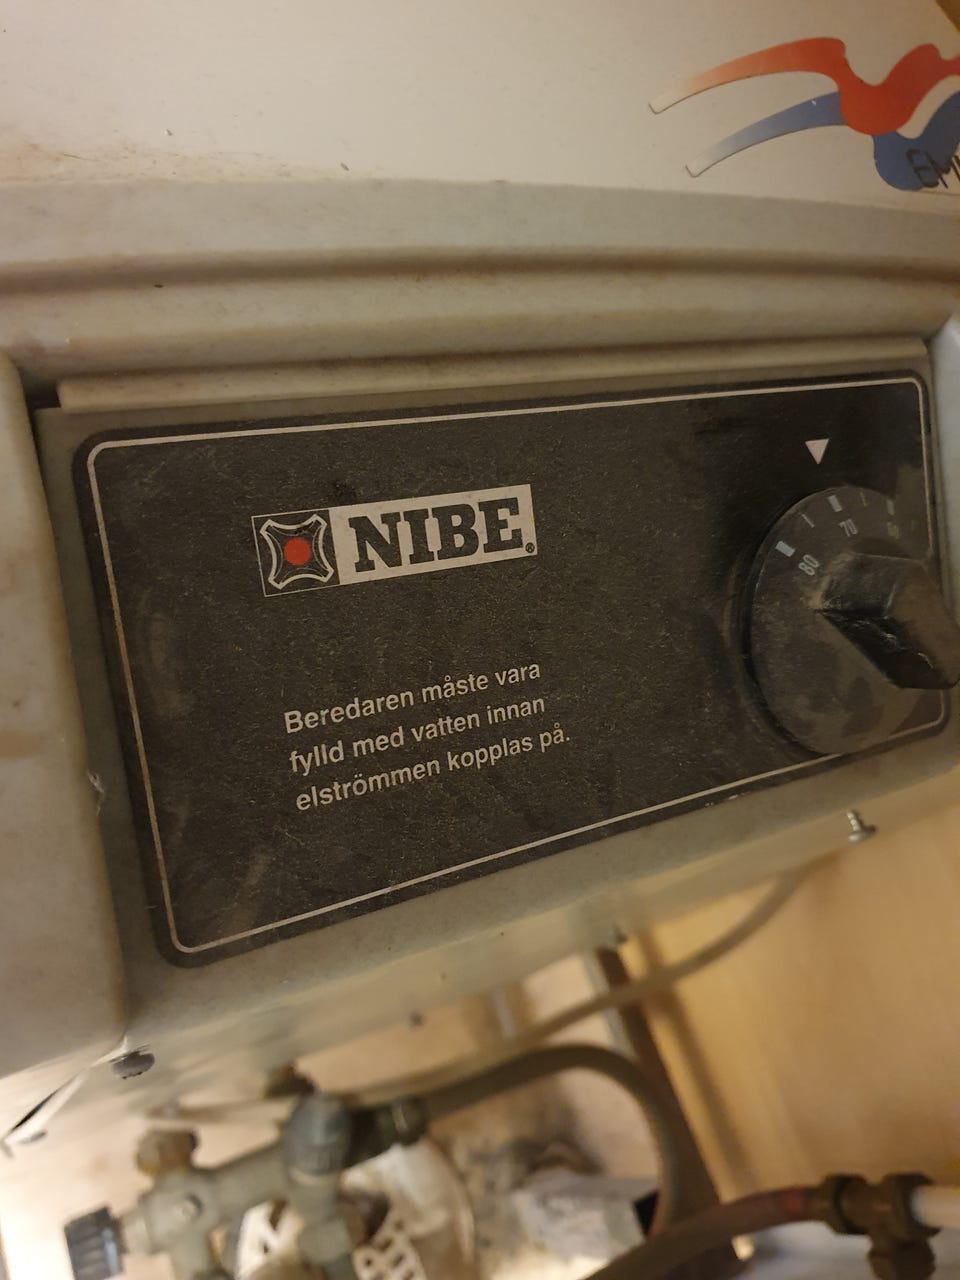 NIBE®
Beredaren måste vara
fylld med vatten innan
elströmmen kopplas på.
70
80